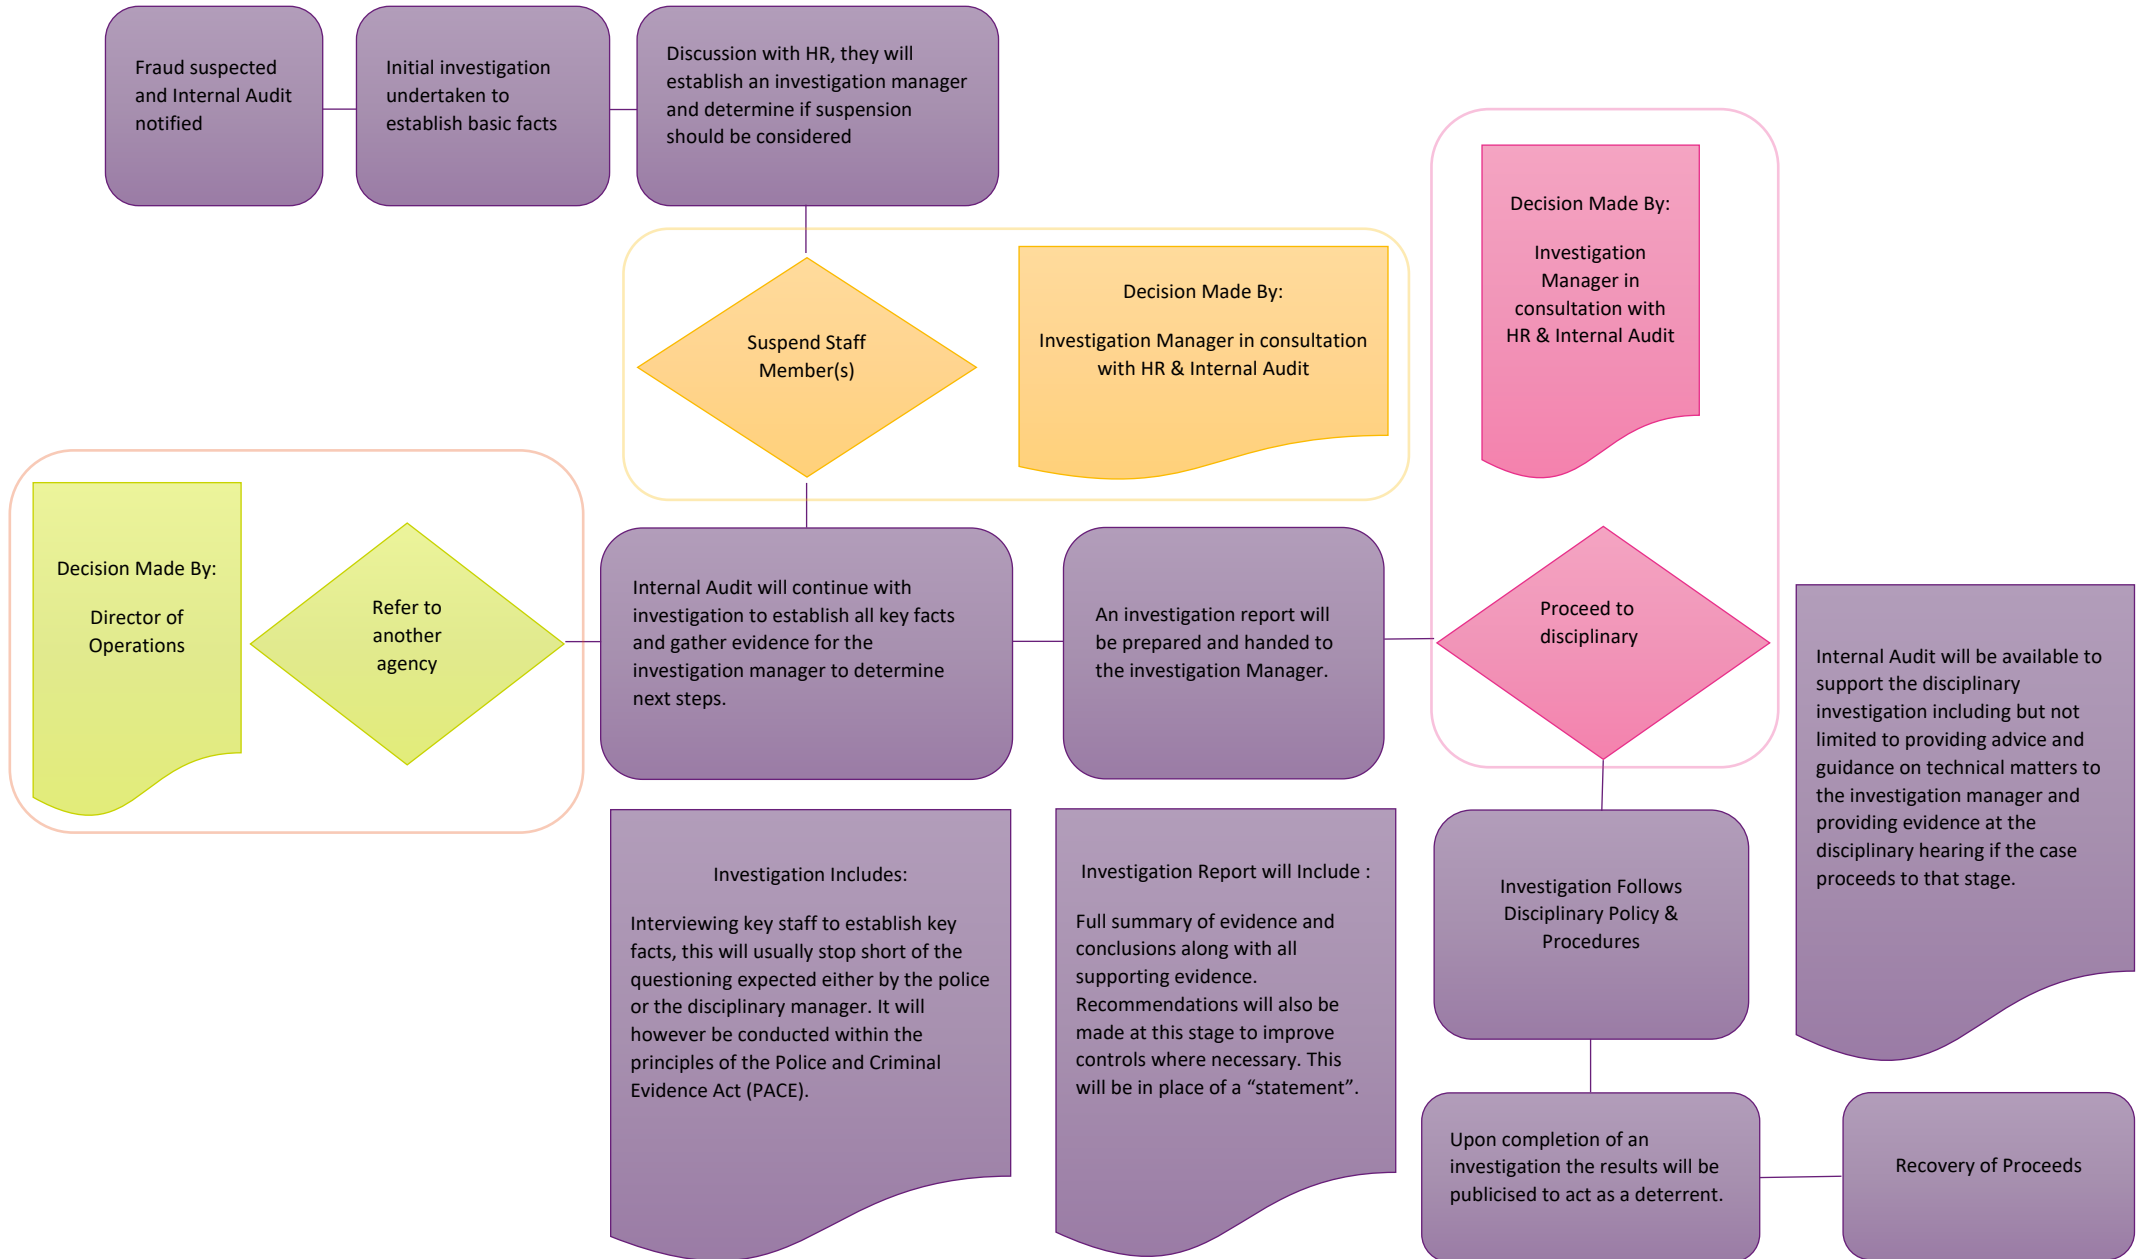 Fraud suspected
and Internal Audit
notified
Initial investigation
undertaken to
establish basic facts
Discussion with HR, they will
establish an investigation manager
and determine if suspension
should be considered
Suspend Staff
Member(s)
Decision Made By:
Investigation Manager in consultation
with HR & Internal Audit
Decision Made By:
Investigation
Manager in
consultation with
HR & Internal Audit
Decision Made By:
Director of
Operations
Refer to
another
agency
Internal Audit will continue with
investigation to establish all key facts
and gather evidence for the
investigation manager to determine
next steps.
An investigation report will
be prepared and handed to
the investigation Manager.
Proceed to
disciplinary
Internal Audit will be available to
support the disciplinary
investigation including but not
limited to providing advice and
guidance on technical matters to
the investigation manager and
providing evidence at the
disciplinary hearing if the case
proceeds to that stage.
Investigation Includes:
Interviewing key staff to establish key
facts, this will usually stop short of the
questioning expected either by the police
or the disciplinary manager. It will
however be conducted within the
principles of the Police and Criminal
Evidence Act (PACE).
Investigation Report will Include :
Full summary of evidence and
conclusions along with all
supporting evidence.
Recommendations will also be
made at this stage to improve
controls where necessary. This
will be in place of a “statement”.
Investigation Follows
Disciplinary Policy &
Procedures
Upon completion of an
investigation the results will be
publicised to act as a deterrent.
Recovery of Proceeds